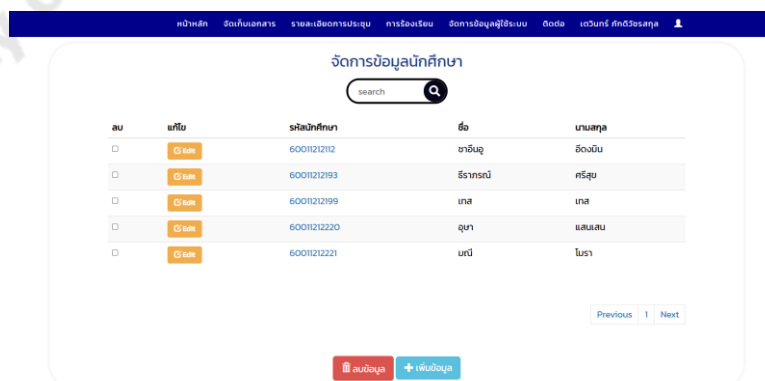 หน้าหลัก จัดเก็บเอกสาร รายละเอียดการประชุม การร้องเรียน จัดการข้อมูลผู้ใช้ระบบ ติดต่อ เตวินทร์ ภักดีวัชรสกุล
จัดการข้อมูลนักศึกษา
search
ลบ แก้ไข รหัสนักศึกษา ชื่อ นามสกุล
Edit 60011212112 ชาอึนอู อีดงมิน
Edit 60011212193 ธีราภรณ์ ศรีสุข
Edit 60011212199 เทส เทส
Edit 60011212220 อุษา แสนเสน
Edit 60011212221 มณี โมรา
Previous 1 Next
ลบข้อมูล เพิ่มข้อมูล